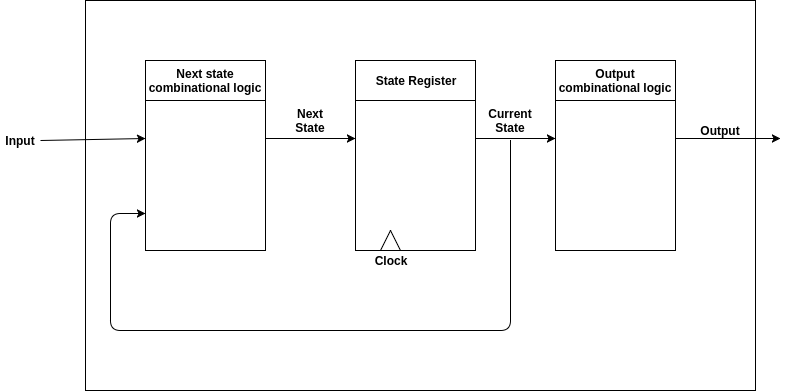 Next state
combinational logic
State Register
Output
combinational logic
Next
State
Current
State
Input
Output
Clock